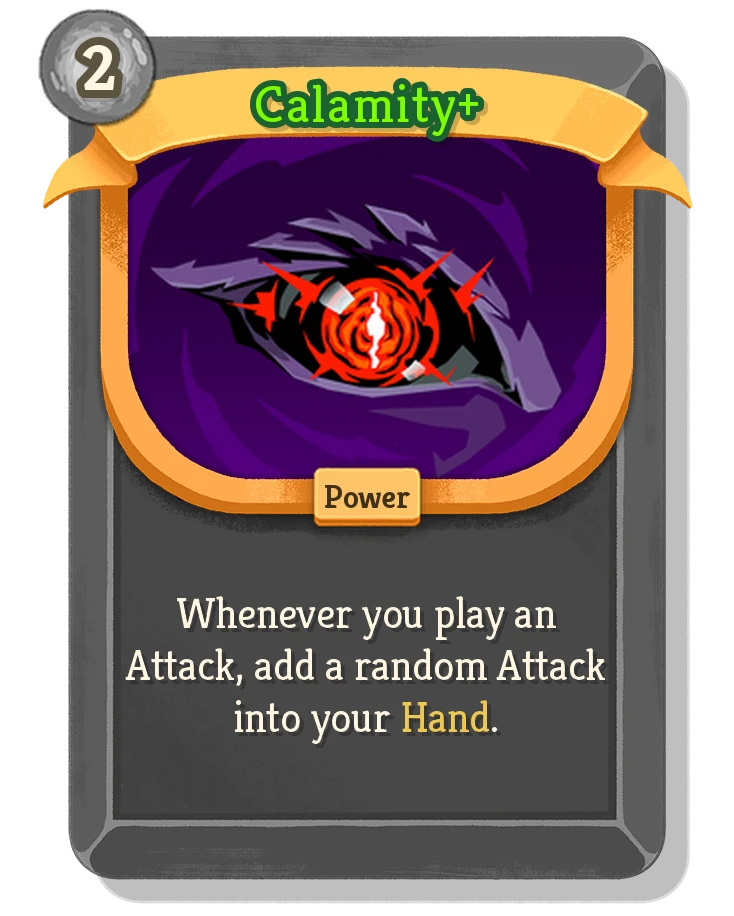 2
Calamity+
Power
Whenever you play an
Attack, add a random Attack
into your Hand.